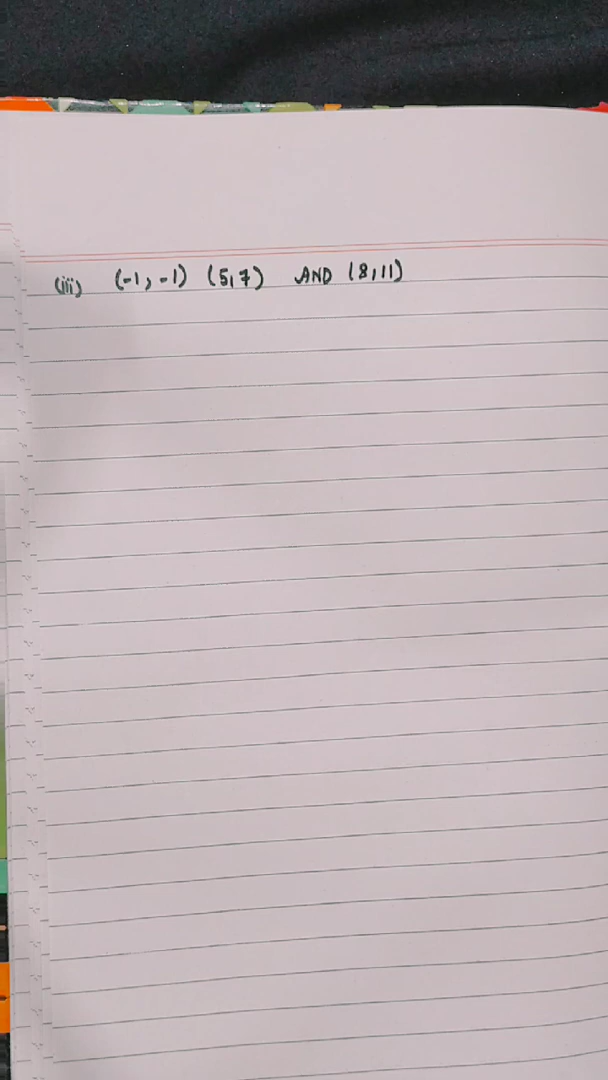 (iii) (-1, -1) (5,7) AND (8,11)